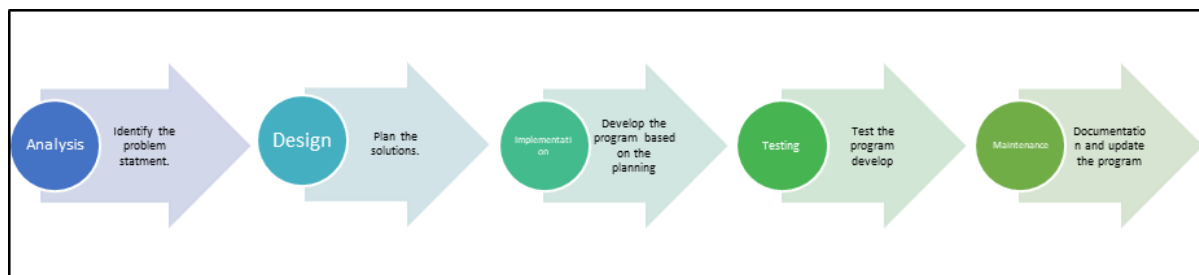 Analysis
Identify the
problem
statment.
Design
Plan the
solutions.
Implementati
on
Develop the
program based
on the
planning
Testing
Test the
program
develop
Maintenance
Documentatio
n and update
the program